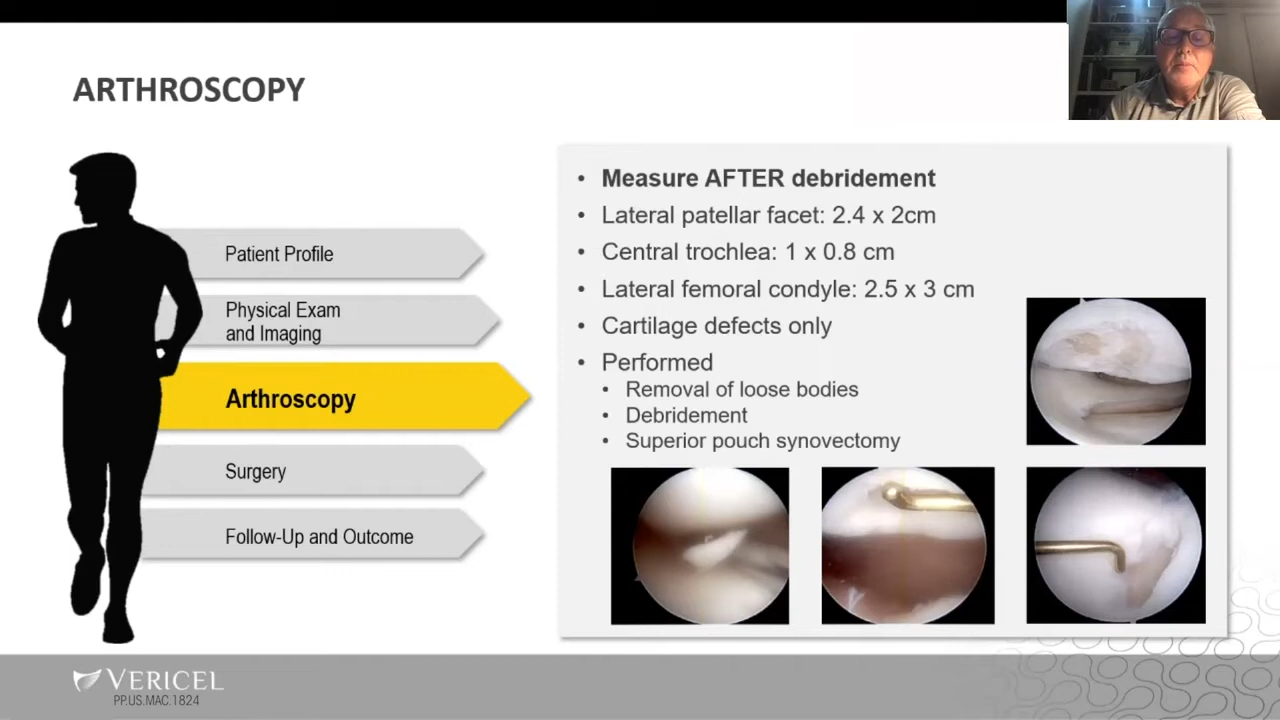 ARTHROSCOPY
Patient Profile
Physical Exam
and Imaging
Arthroscopy
Surgery
Follow-Up and Outcome
• Measure AFTER debridement
• Lateral patellar facet: 2.4 x 2cm
• Central trochlea: 1 x 0.8 cm
• Lateral femoral condyle: 2.5 x 3 cm
• Cartilage defects only
• Performed
• Removal of loose bodies
• Debridement
• Superior pouch synovectomy
VERICEL
PP.US.MAC.1824